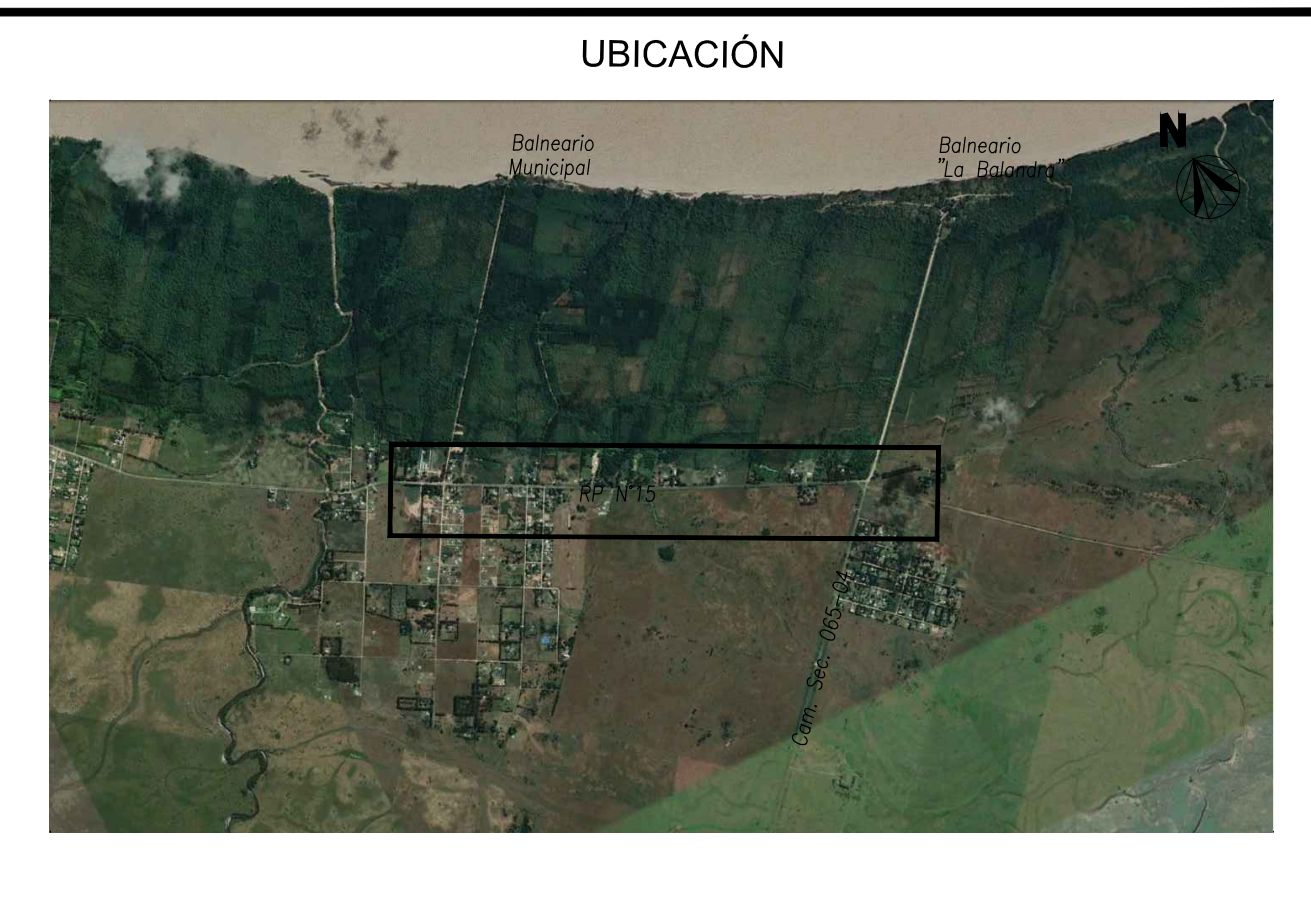 UBICACIÓN
Balneario
Municipal
Balneario
"La Balandra"
N
RP N°15
Cam. Sec. 065-04